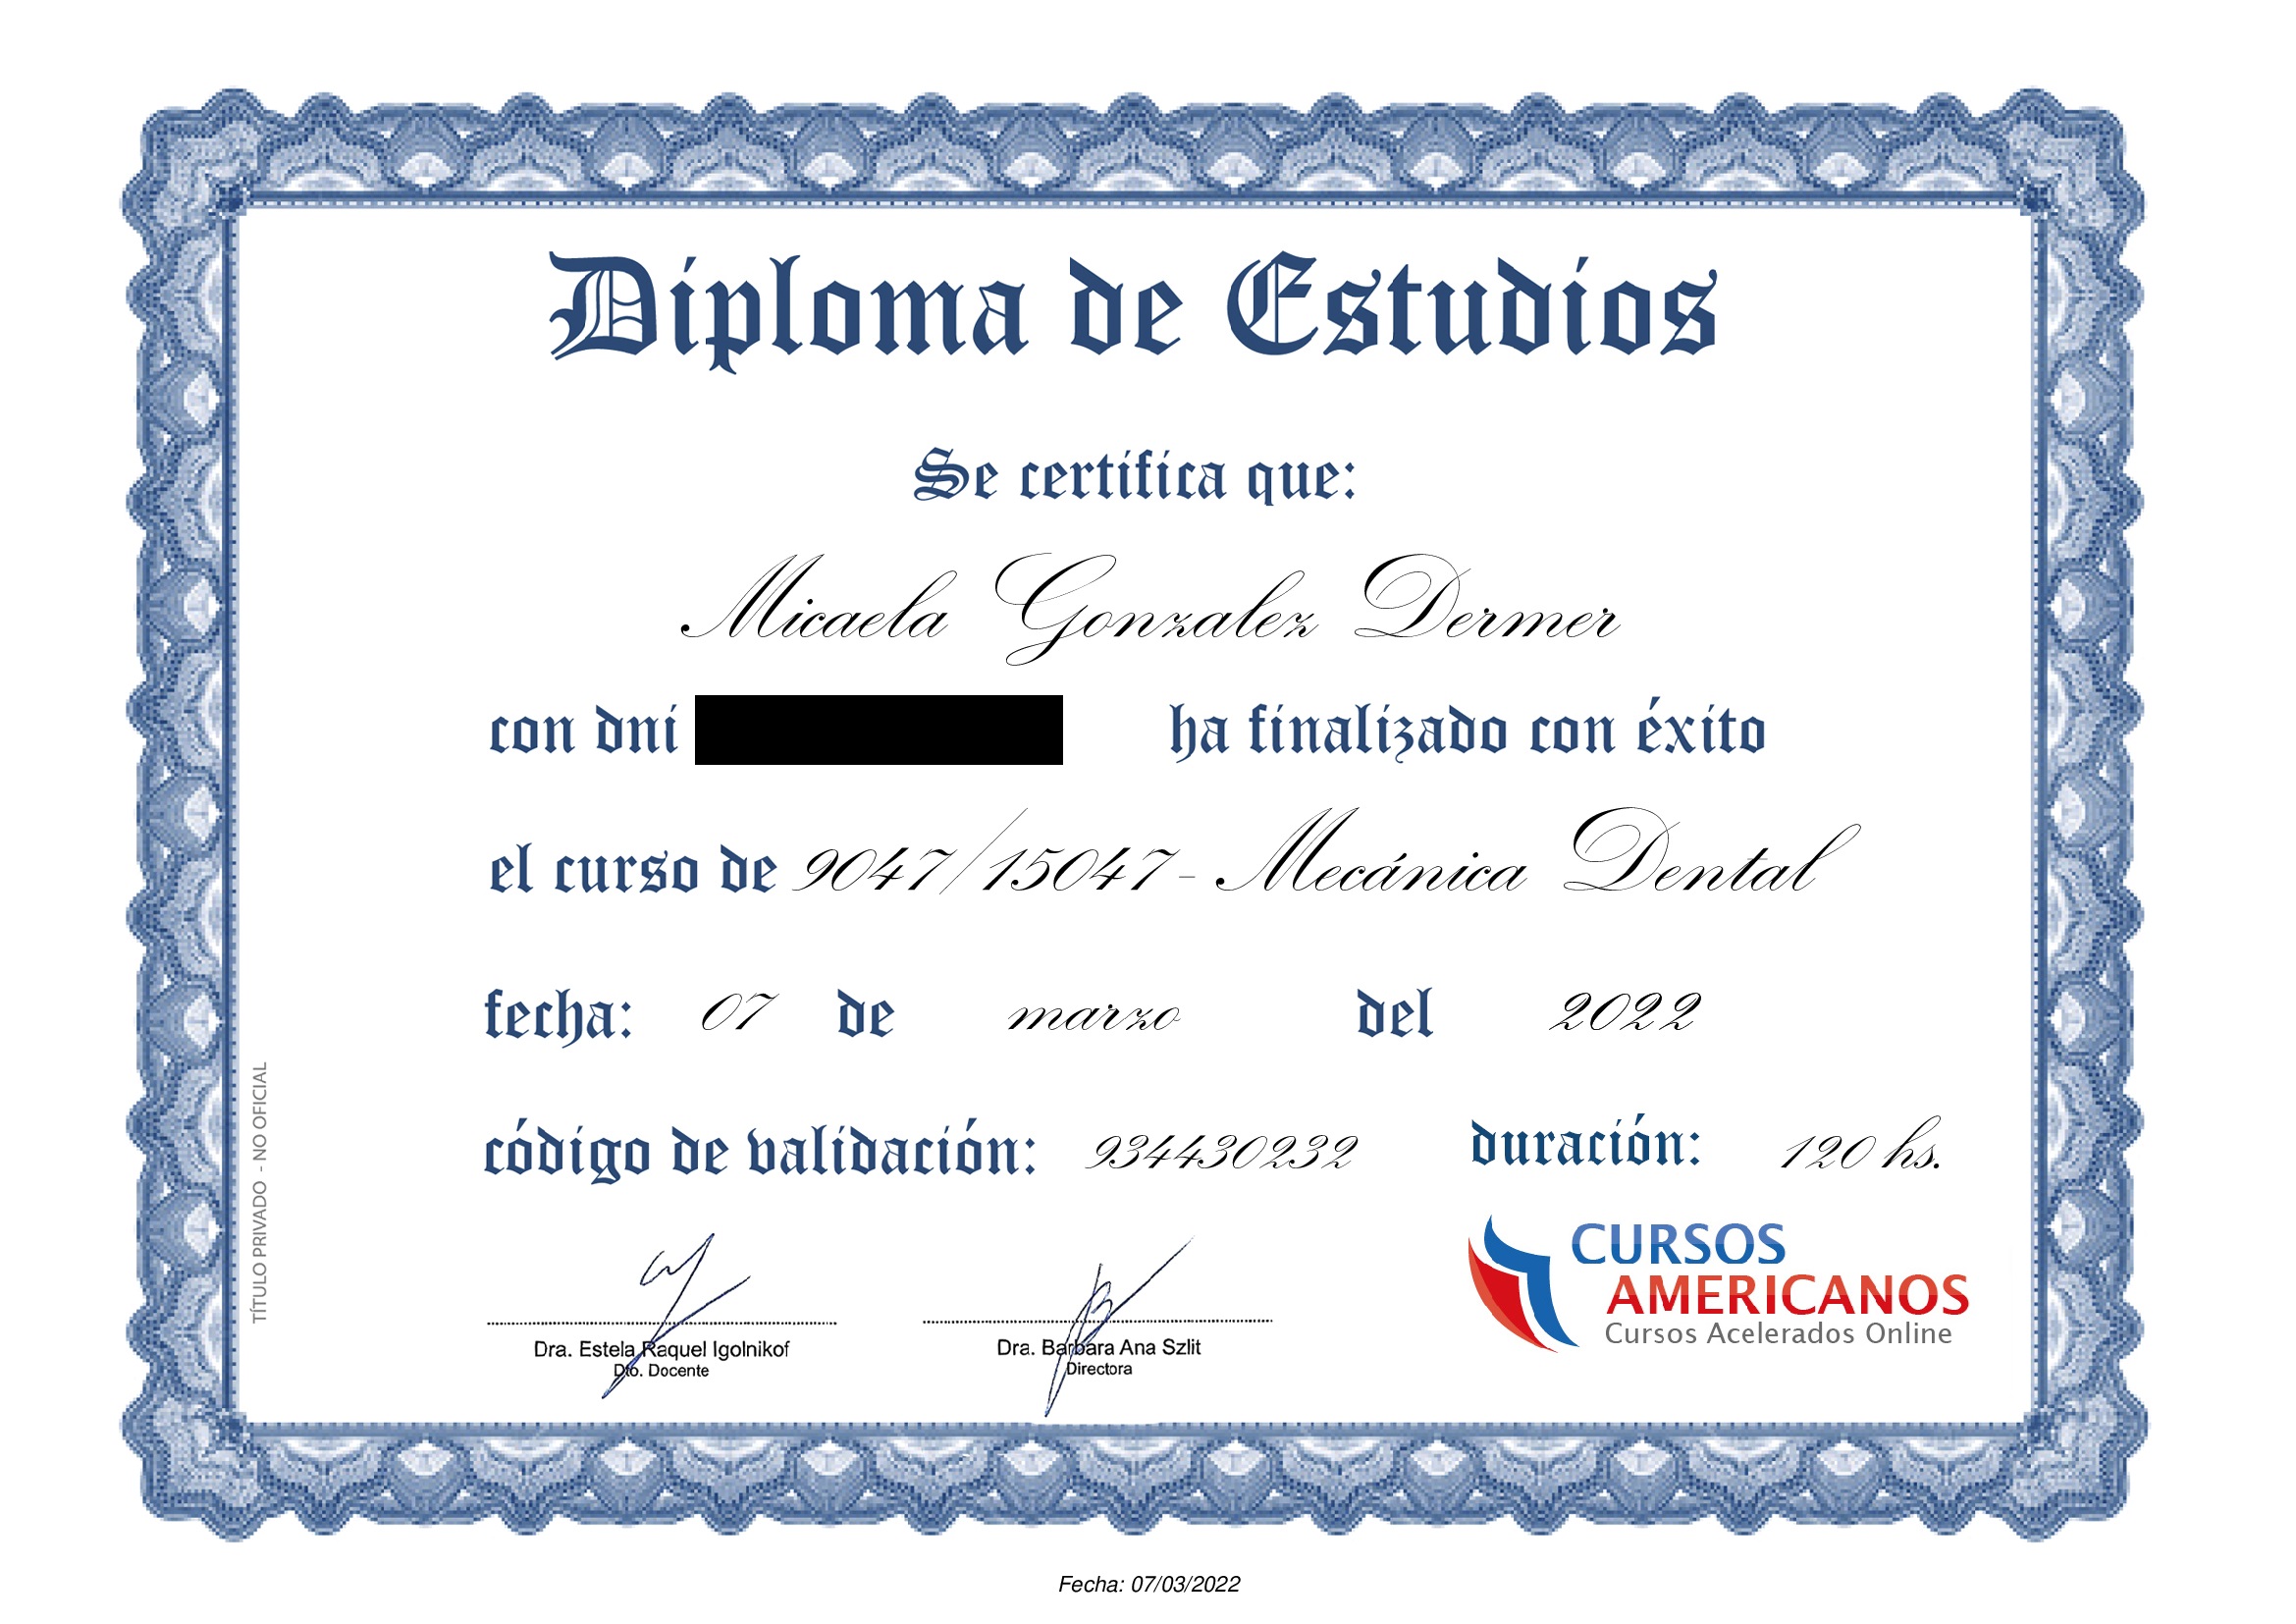 Diploma de Estudios
Se certifica que:
Micaela Gonzalez Dermer
con dni ha finalizado con éxito
el curso de 9047/15047- Mecánica Dental
fecha: 07 de marzo del 2022
código de validación: 934430232 duración: 120 hs.
TÍTULO PRIVADO - NO OFICIAL
Dra. Estela Raquel Igolnikof
Dto. Docente
Dra. Barbara Ana Szlit
Directora
CURSOS
AMERICANOS
Cursos Acelerados Online
Fecha: 07/03/2022